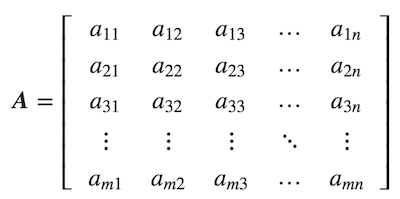 a₁₁ a₁₂ a₁₃ ⋯ a₁ₙ
a₂₁ a₂₂ a₂₃ ⋯ a₂ₙ
A = a₃₁ a₃₂ a₃₃ ⋯ a₃ₙ
⋮ ⋮ ⋮ ⋱ ⋮
aₘ₁ aₘ₂ aₘ₃ ⋯ aₘₙ